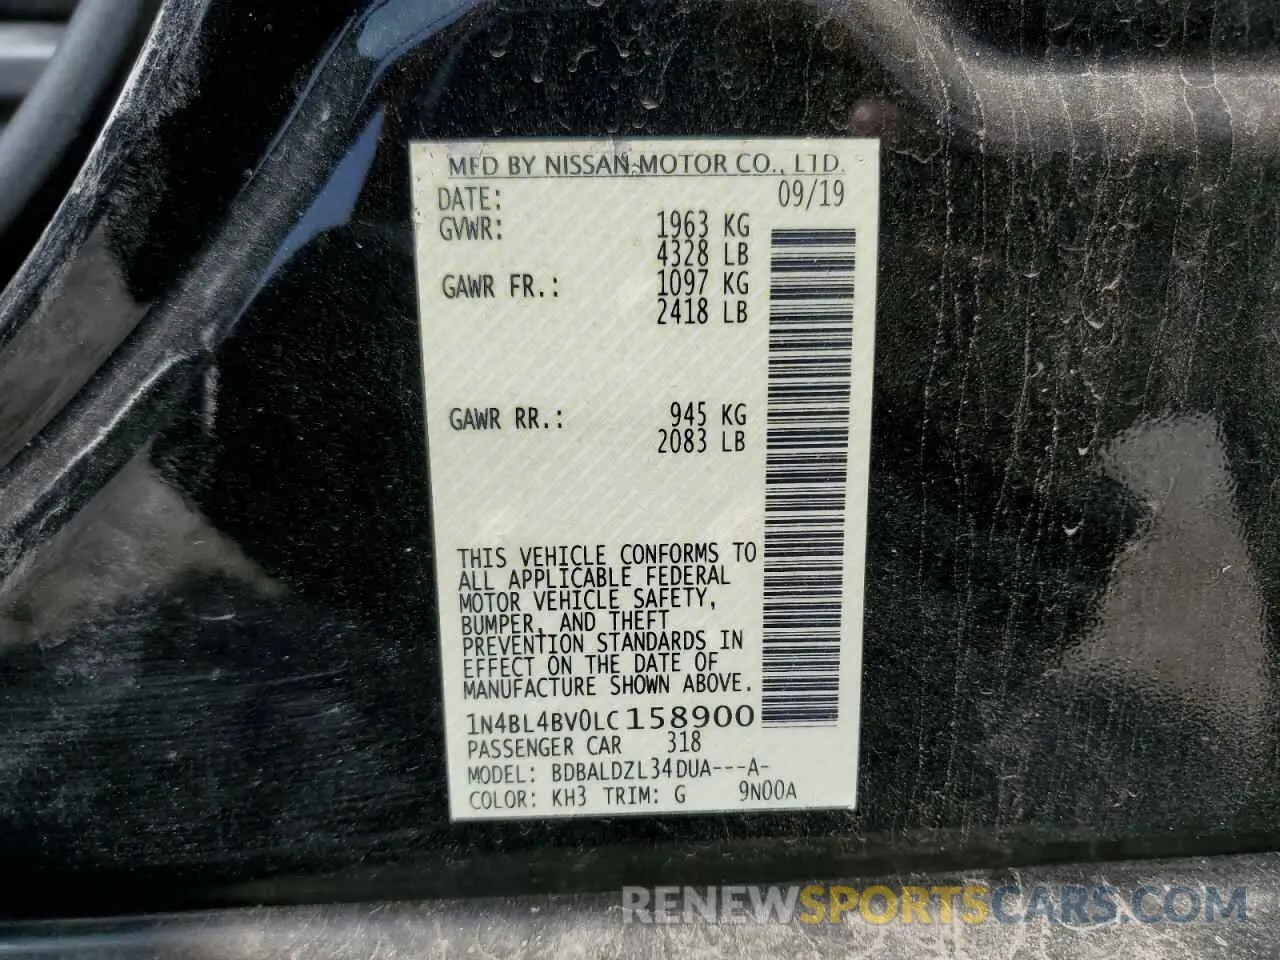 MFD BY NISSAN MOTOR CO., LTD.
DATE: 09/19
GVWR: 1963 KG
4328 LB
GAWR FR.: 1097 KG
2418 LB
GAWR RR.: 945 KG
2083 LB
THIS VEHICLE CONFORMS TO
ALL APPLICABLE FEDERAL
MOTOR VEHICLE SAFETY,
BUMPER, AND THEFT
PREVENTION STANDARDS IN
EFFECT ON THE DATE OF
MANUFACTURE SHOWN ABOVE.
1N4BL4BV0LC158900
PASSENGER CAR 318
MODEL: BDBALDZL34DUA---A-
COLOR: KH3 TRIM: G 9N00A
RENEWSPORTSCARS.COM